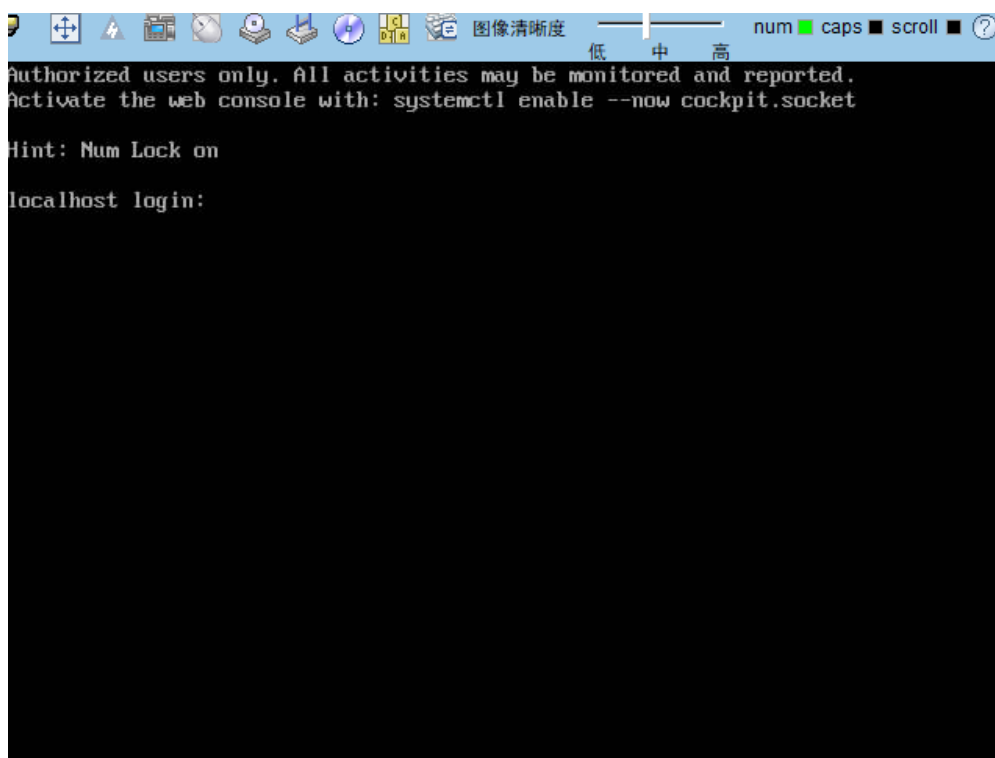 图像清晰度
低 中 高
num caps scroll ?
Authorized users only. All activities may be monitored and reported.
Activate the web console with: systemctl enable --now cockpit.socket
Hint: Num Lock on
localhost login: